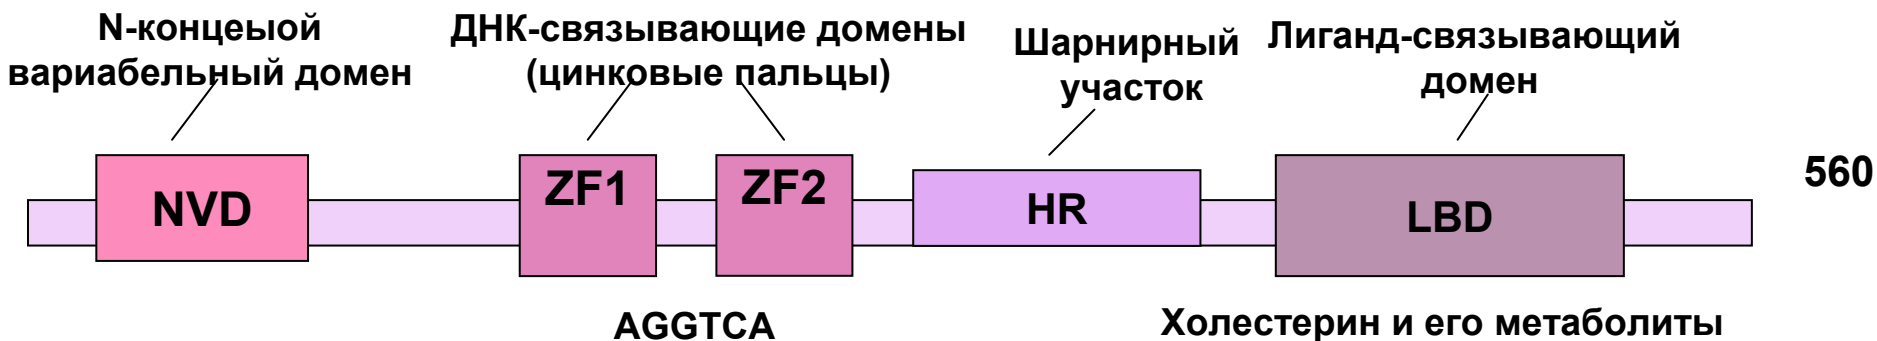 N-концеыой
вариабельный домен
ДНК-связывающие домены
(цинковые пальцы)
Шарнирный
участок
Лиганд-связывающий
домен
NVD
ZF1
ZF2
HR
LBD
560
AGGTCA
Холестерин и его метаболиты